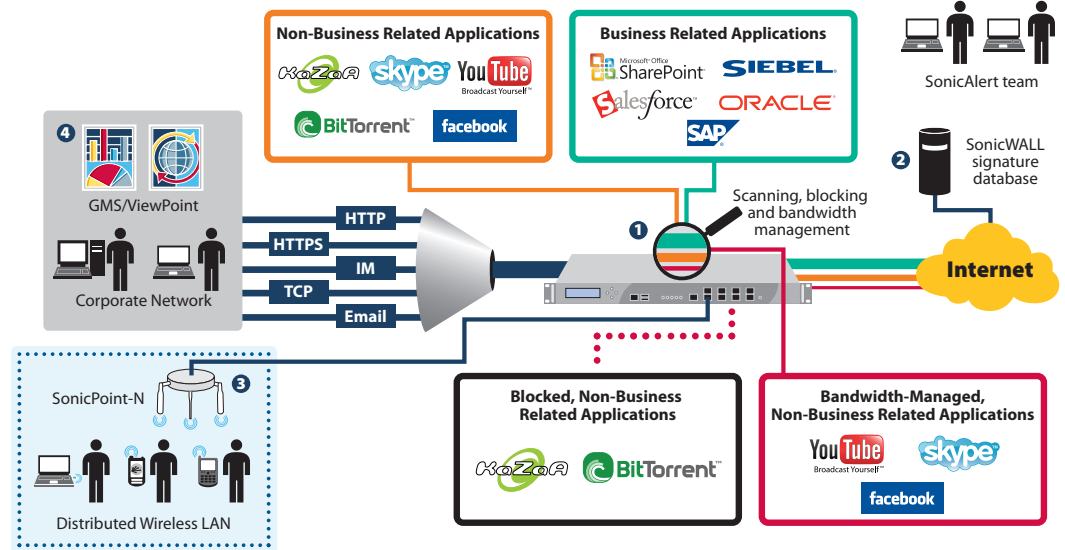 Non-Business Related Applications
KaZaA
skype™
YouTube
Broadcast Yourself™
BitTorrent™
facebook
Business Related Applications
Microsoft® Office
SharePoint®
SIEBEL®
salesforce™
ORACLE®
SAP®
SonicAlert team
4
GMS/ViewPoint
Corporate Network
HTTP
HTTPS
IM
TCP
Email
1
Scanning, blocking
and bandwidth
management
2
SonicWALL
signature
database
Internet
3
SonicPoint-N
Distributed Wireless LAN
Blocked, Non-Business
Related Applications
KaZaA
BitTorrent™
Bandwidth-Managed,
Non-Business Related Applications
YouTube
Broadcast Yourself™
skype™
facebook